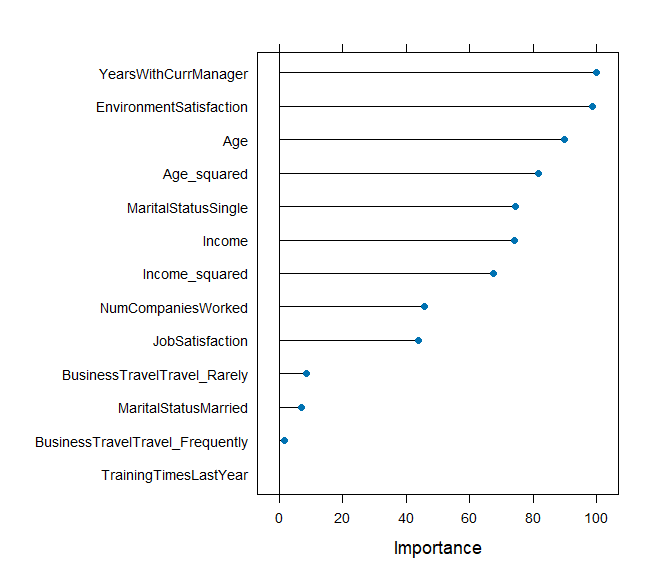 YearsWithCurrManager
EnvironmentSatisfaction
Age
Age_squared
MaritalStatusSingle
Income
Income_squared
NumCompaniesWorked
JobSatisfaction
BusinessTravelTravel_Rarely
MaritalStatusMarried
BusinessTravelTravel_Frequently
TrainingTimesLastYear
0 20 40 60 80 100
Importance